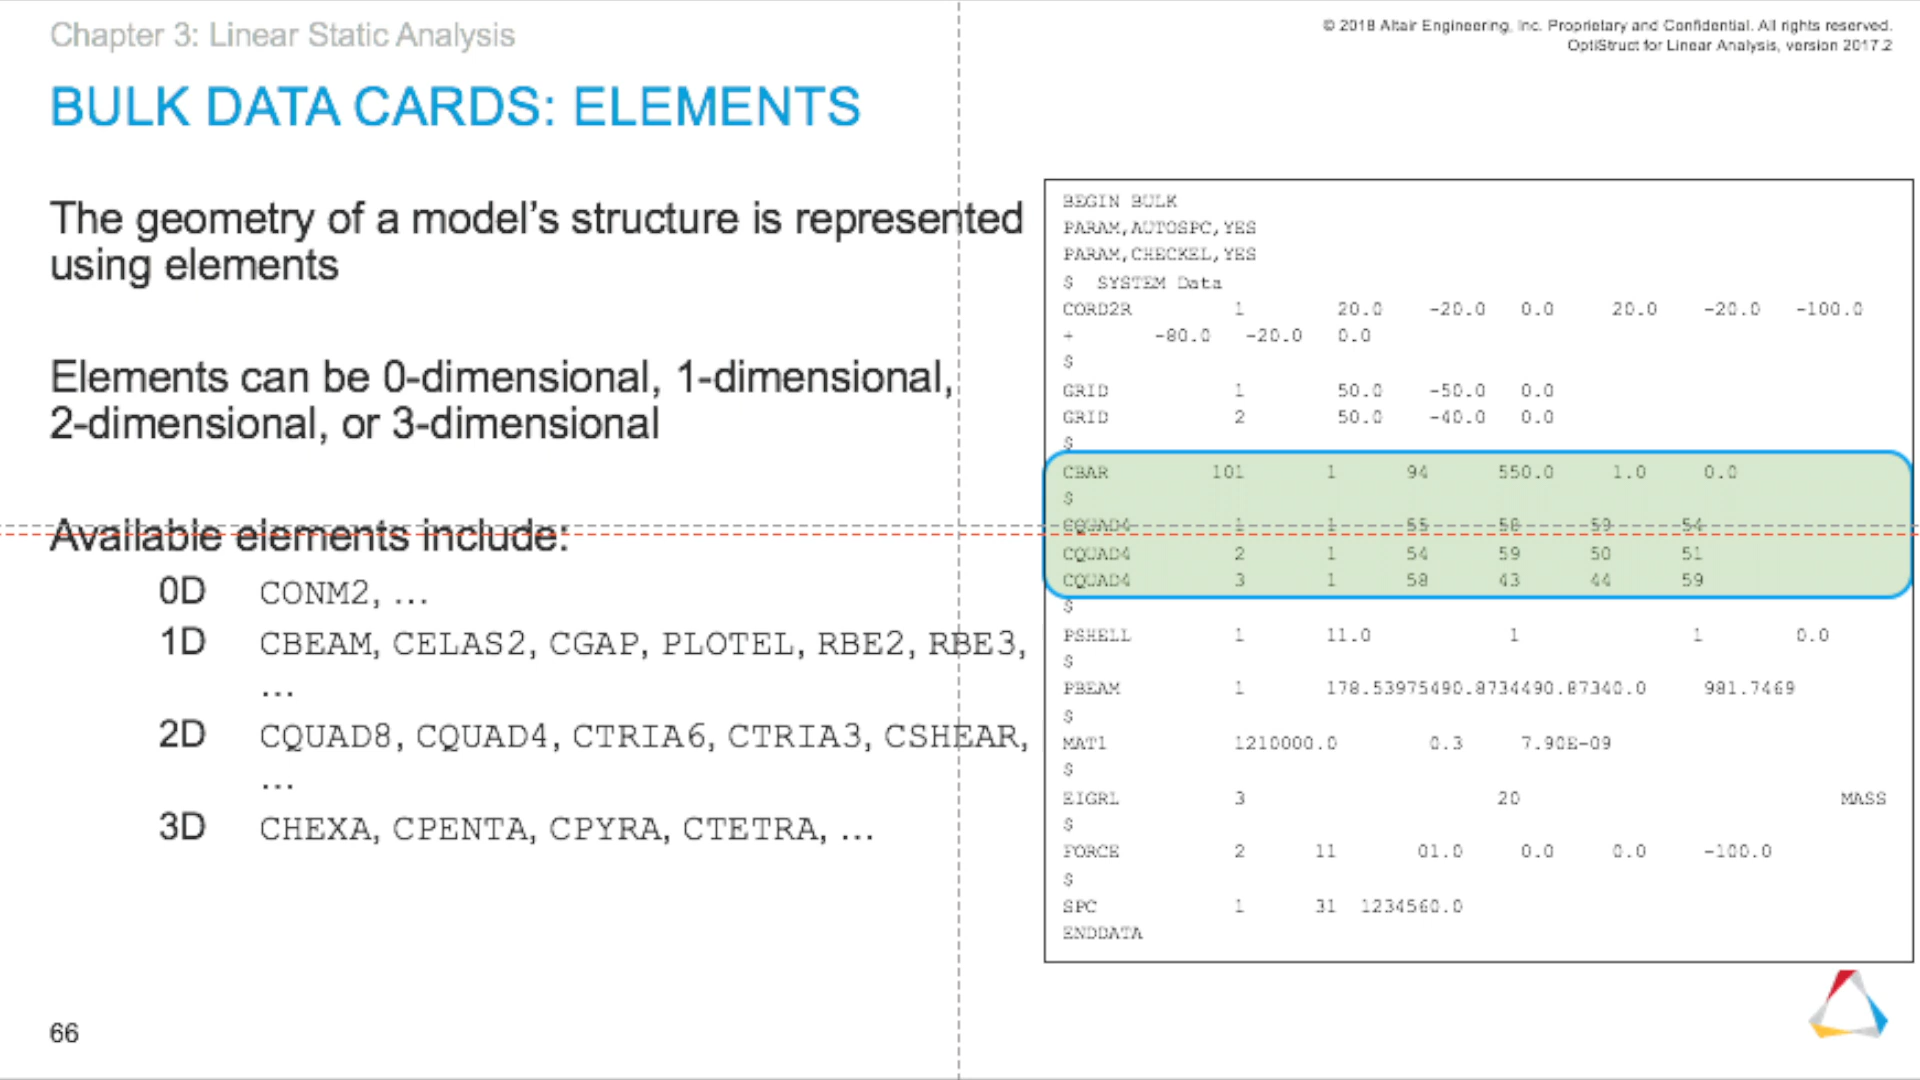 Chapter 3: Linear Static Analysis
© 2018 Altair Engineering, Inc. Proprietary and Confidential. All rights reserved.
OptiStruct for Linear Analysis, version 2017.2
BULK DATA CARDS: ELEMENTS
The geometry of a model’s structure is represented
using elements
Elements can be 0-dimensional, 1-dimensional,
2-dimensional, or 3-dimensional
Available elements include:
0D CONM2, ...
1D CBEAM, CELAS2, CGAP, PLOTEL, RBE2, RBE3,
...
2D CQUAD8, CQUAD4, CTRIA6, CTRIA3, CSHEAR,
...
3D CHEXA, CPENTA, CPYRA, CTETRA, ...
BEGIN BULK
PARAM,AUTOSPC,YES
PARAM,CHECKEL,YES
$ SYSTEM Data
CORD2R 1 20.0 -20.0 0.0 20.0 -20.0 -100.0
+ -80.0 -20.0 0.0
$
GRID 1 50.0 -50.0 0.0
GRID 2 50.0 -40.0 0.0
$
CBAR 101 1 94 550.0 1.0 0.0
$
CQUAD4 1 1 55 58 59 54
CQUAD4 2 1 54 59 50 51
CQUAD4 3 1 58 43 44 59
$
PSHELL 1 11.0 1 1 0.0
$
PBEAM 1 178.53975490.8734490.87340.0 981.7469
$
MAT1 1210000.0 0.3 7.90E-09
$
EIGRL 3 20 MASS
$
FORCE 2 11 01.0 0.0 0.0 -100.0
$
SPC 1 31 1234560.0
ENDDATA
66